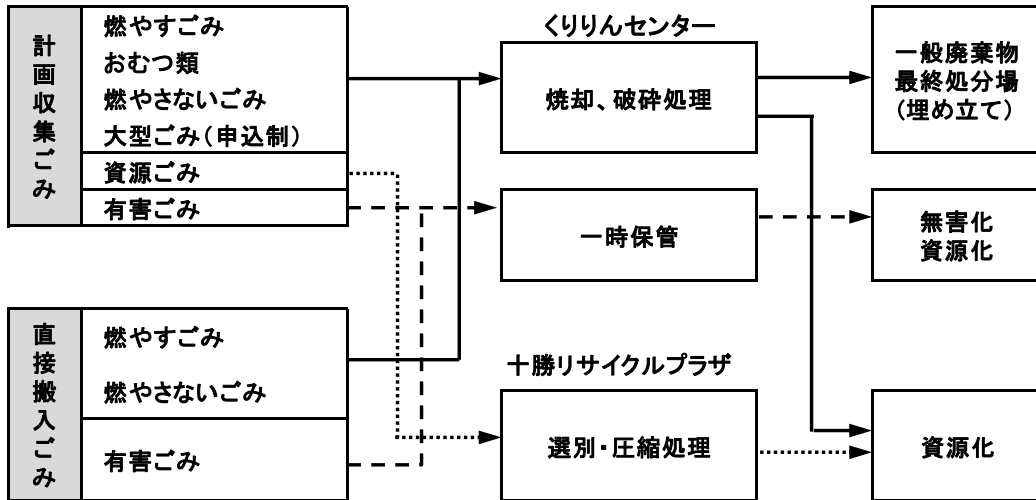 計画収集ごみ
燃やすごみ
おむつ類
燃やさないごみ
大型ごみ（申込制）
資源ごみ
有害ごみ
くりりんセンター
焼却、破砕処理
一般廃棄物
最終処分場
（埋め立て）
一時保管
無害化
資源化
直接搬入ごみ
燃やすごみ
燃やさないごみ
有害ごみ
十勝リサイクルプラザ
選別・圧縮処理
資源化